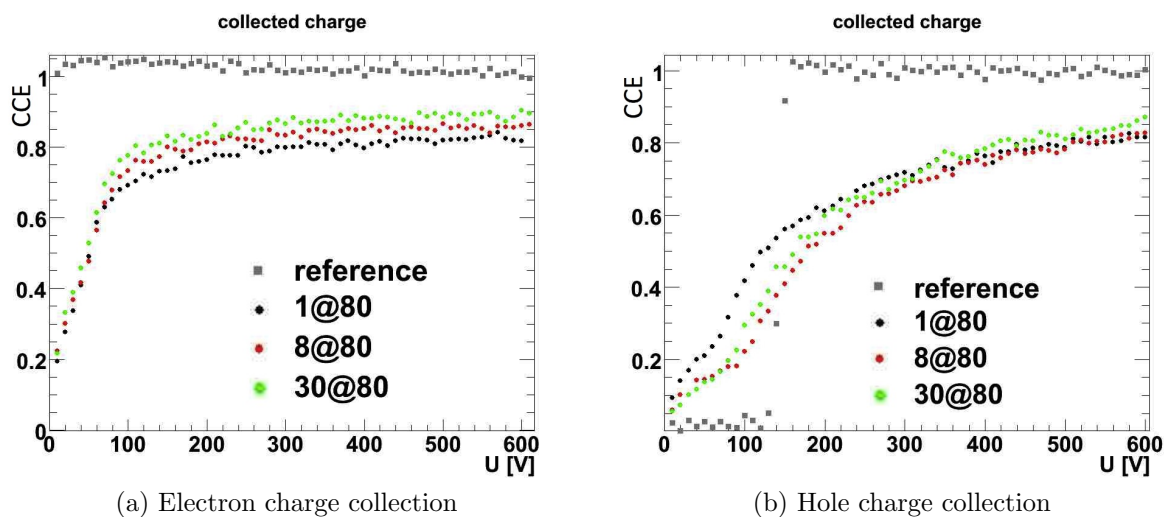 collected charge
CCE
1
0.8
0.6
0.4
0.2
0
0 100 200 300 400 500 600
U [V]
reference
1@80
8@80
30@80
(a) Electron charge collection
collected charge
CCE
1
0.8
0.6
0.4
0.2
0
0 100 200 300 400 500 600
U [V]
reference
1@80
8@80
30@80
(b) Hole charge collection